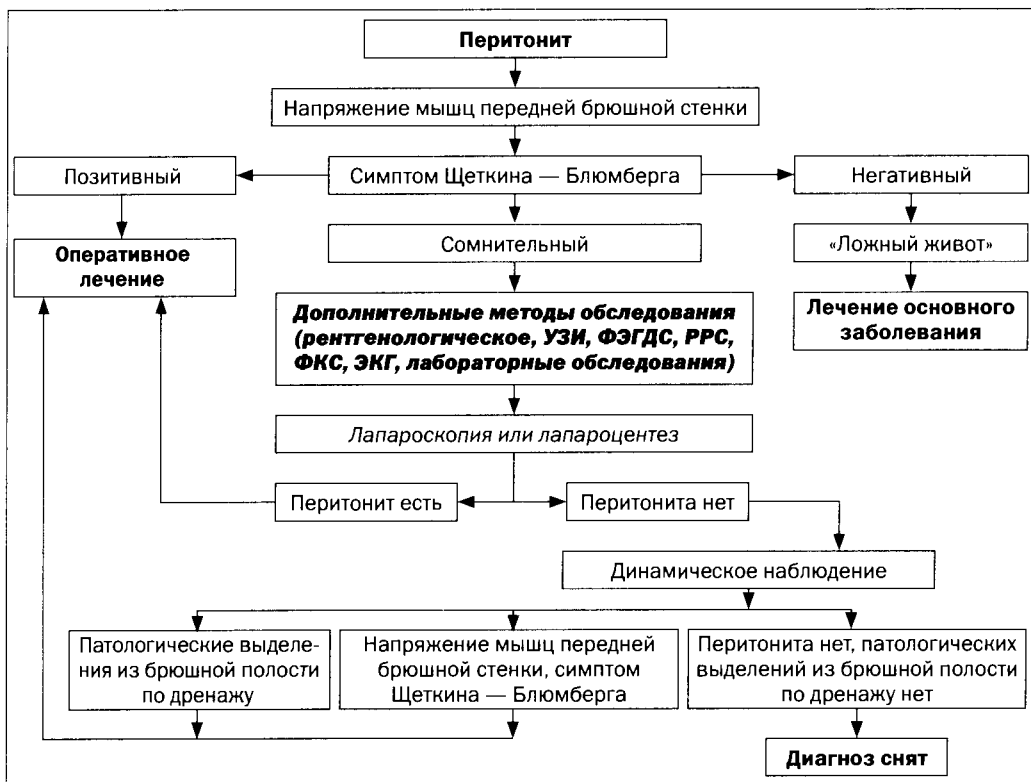 Перитонит
Напряжение мышц передней брюшной стенки
Позитивный
Симптом Щеткина — Блюмберга
Негативный
Оперативное
лечение
Сомнительный
«Ложный живот»
Дополнительные методы обследования
(рентгенологическое, УЗИ, ФЭГДС, РРС,
ФКС, ЭКГ, лабораторные обследования)
Лечение основного
заболевания
Лапароскопия или лапароцентез
Перитонит есть
Перитонита нет
Динамическое наблюдение
Патологические выделе-
ния из брюшной полости
по дренажу
Напряжение мышц передней
брюшной стенки, симптом
Щеткина — Блюмберга
Перитонита нет, патологических
выделений из брюшной полости
по дренажу нет
Диагноз снят